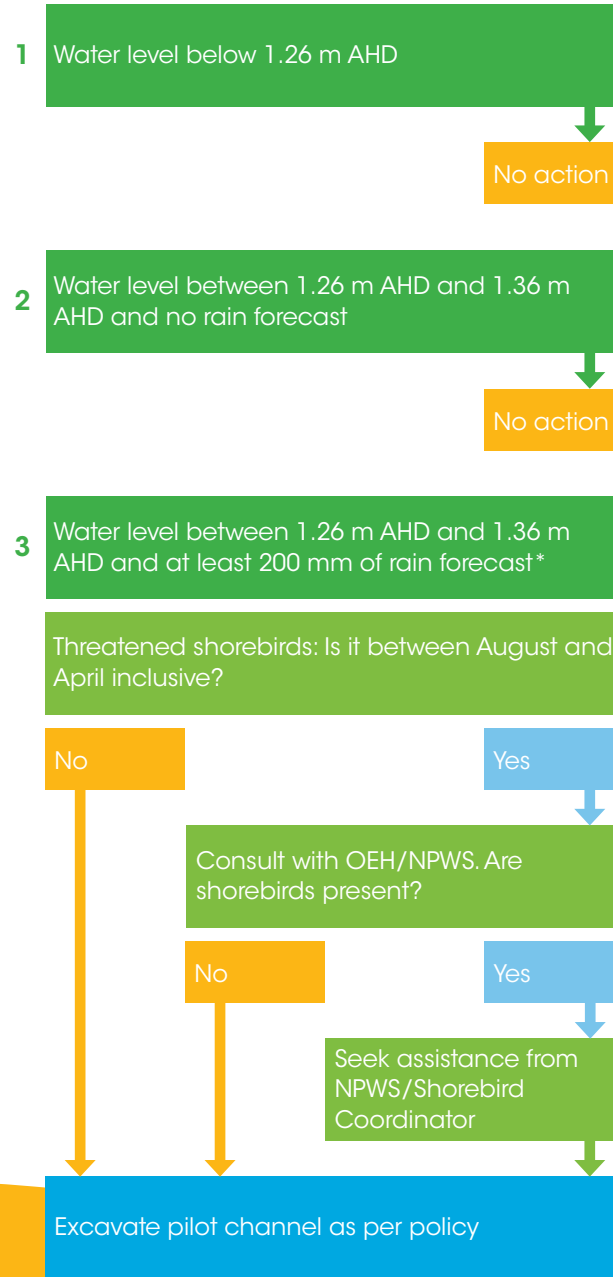 1
Water level below 1.26 m AHD
No action
2
Water level between 1.26 m AHD and 1.36 m
AHD and no rain forecast
No action
3
Water level between 1.26 m AHD and 1.36 m
AHD and at least 200 mm of rain forecast*
Threatened shorebirds: Is it between August and
April inclusive?
No
Yes
Consult with OEH/NPWS. Are
shorebirds present?
No
Yes
Seek assistance from
NPWS/Shorebird
Coordinator
Excavate pilot channel as per policy